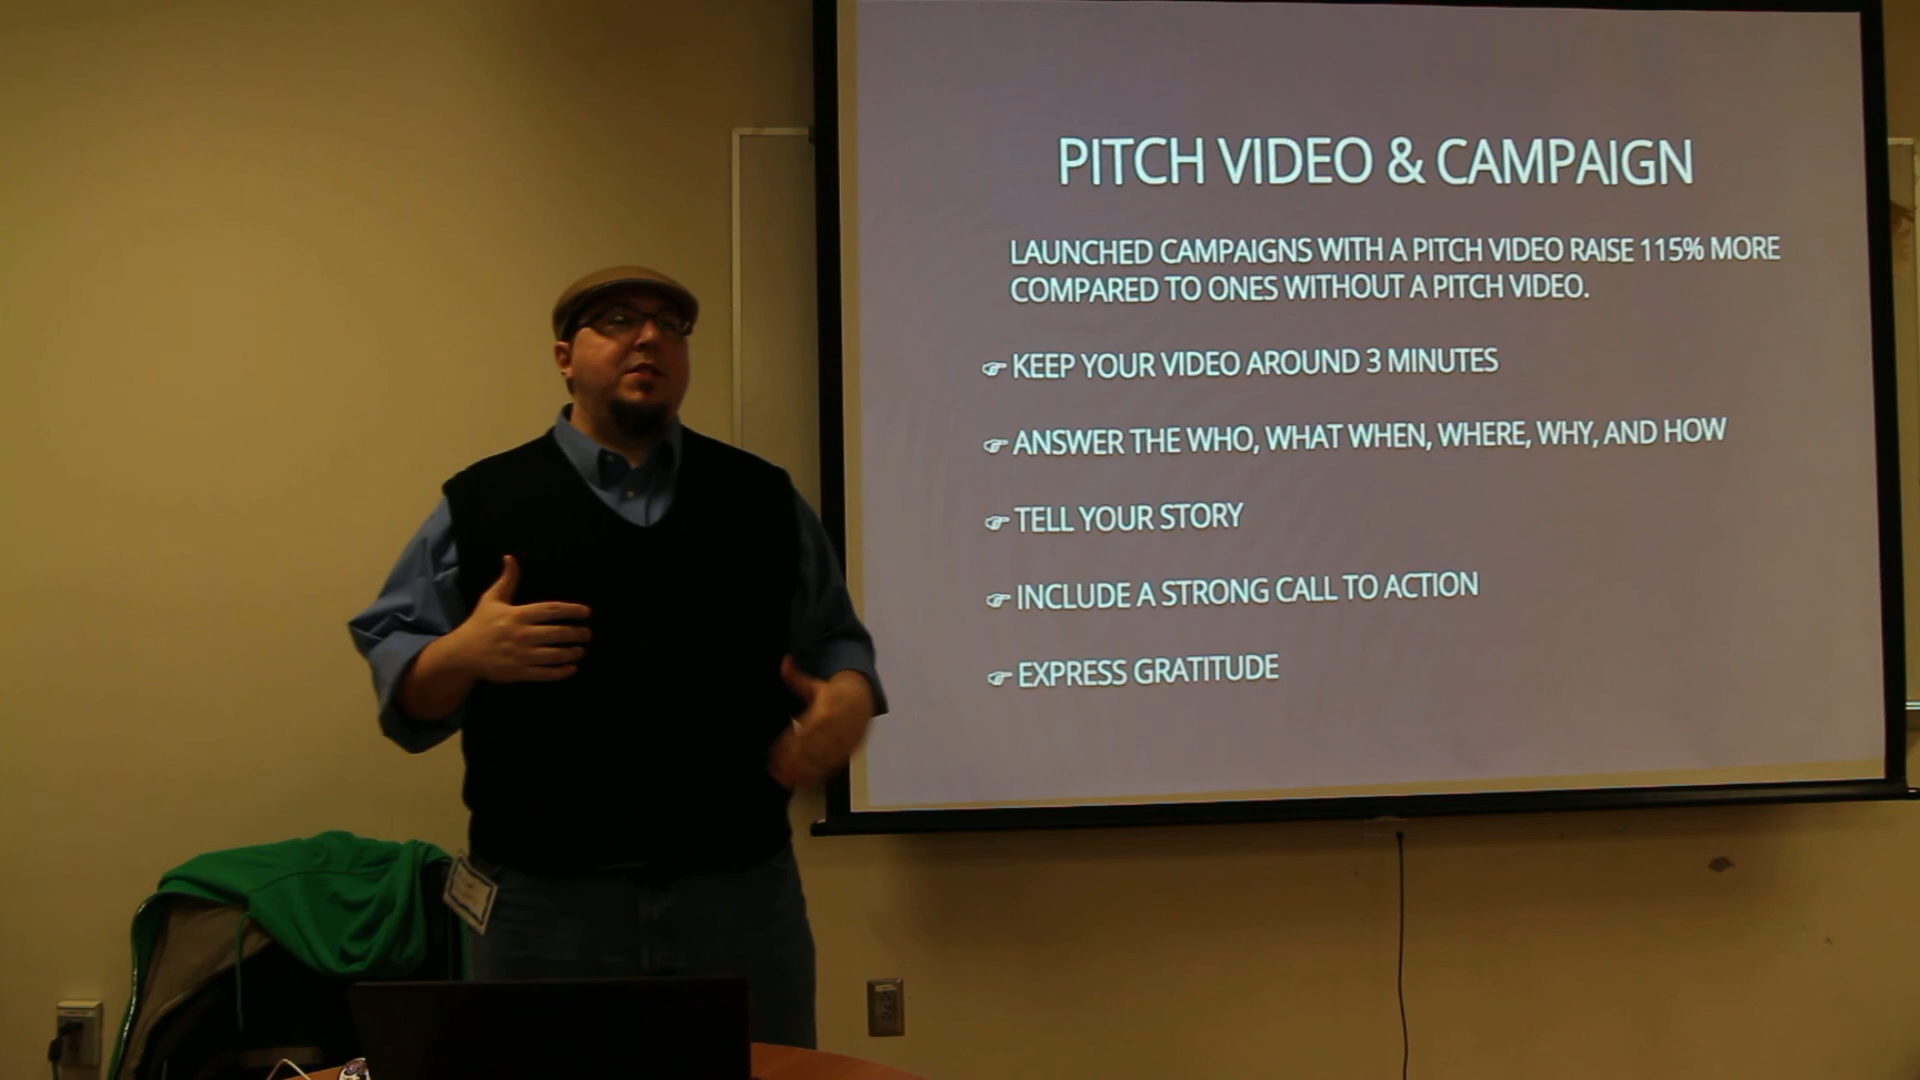 PITCH VIDEO & CAMPAIGN
LAUNCHED CAMPAIGNS WITH A PITCH VIDEO RAISE 115% MORE
COMPARED TO ONES WITHOUT A PITCH VIDEO.
☞ KEEP YOUR VIDEO AROUND 3 MINUTES
☞ ANSWER THE WHO, WHAT WHEN, WHERE, WHY, AND HOW
☞ TELL YOUR STORY
☞ INCLUDE A STRONG CALL TO ACTION
☞ EXPRESS GRATITUDE